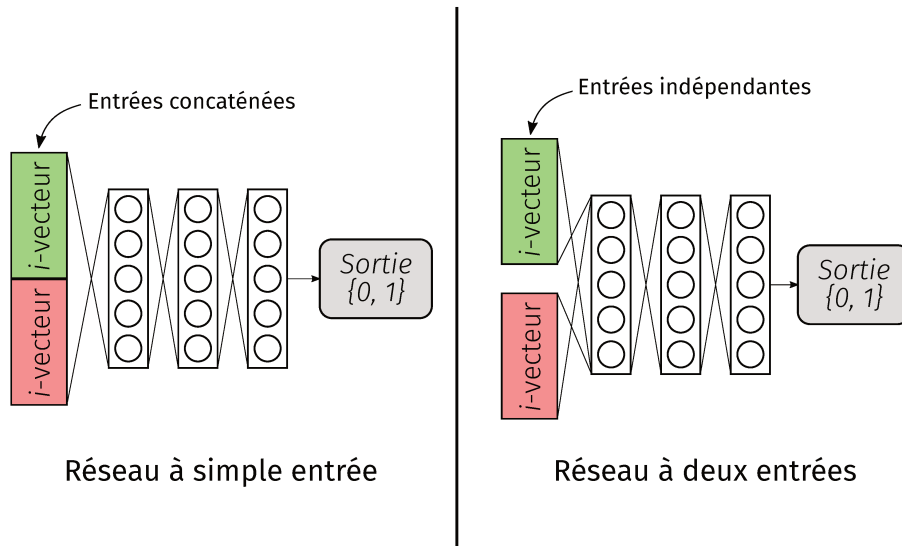 Entrées concaténées
i-vecteur
i-vecteur
Sortie
{0, 1}
Réseau à simple entrée
Entrées indépendantes
i-vecteur
i-vecteur
Sortie
{0, 1}
Réseau à deux entrées